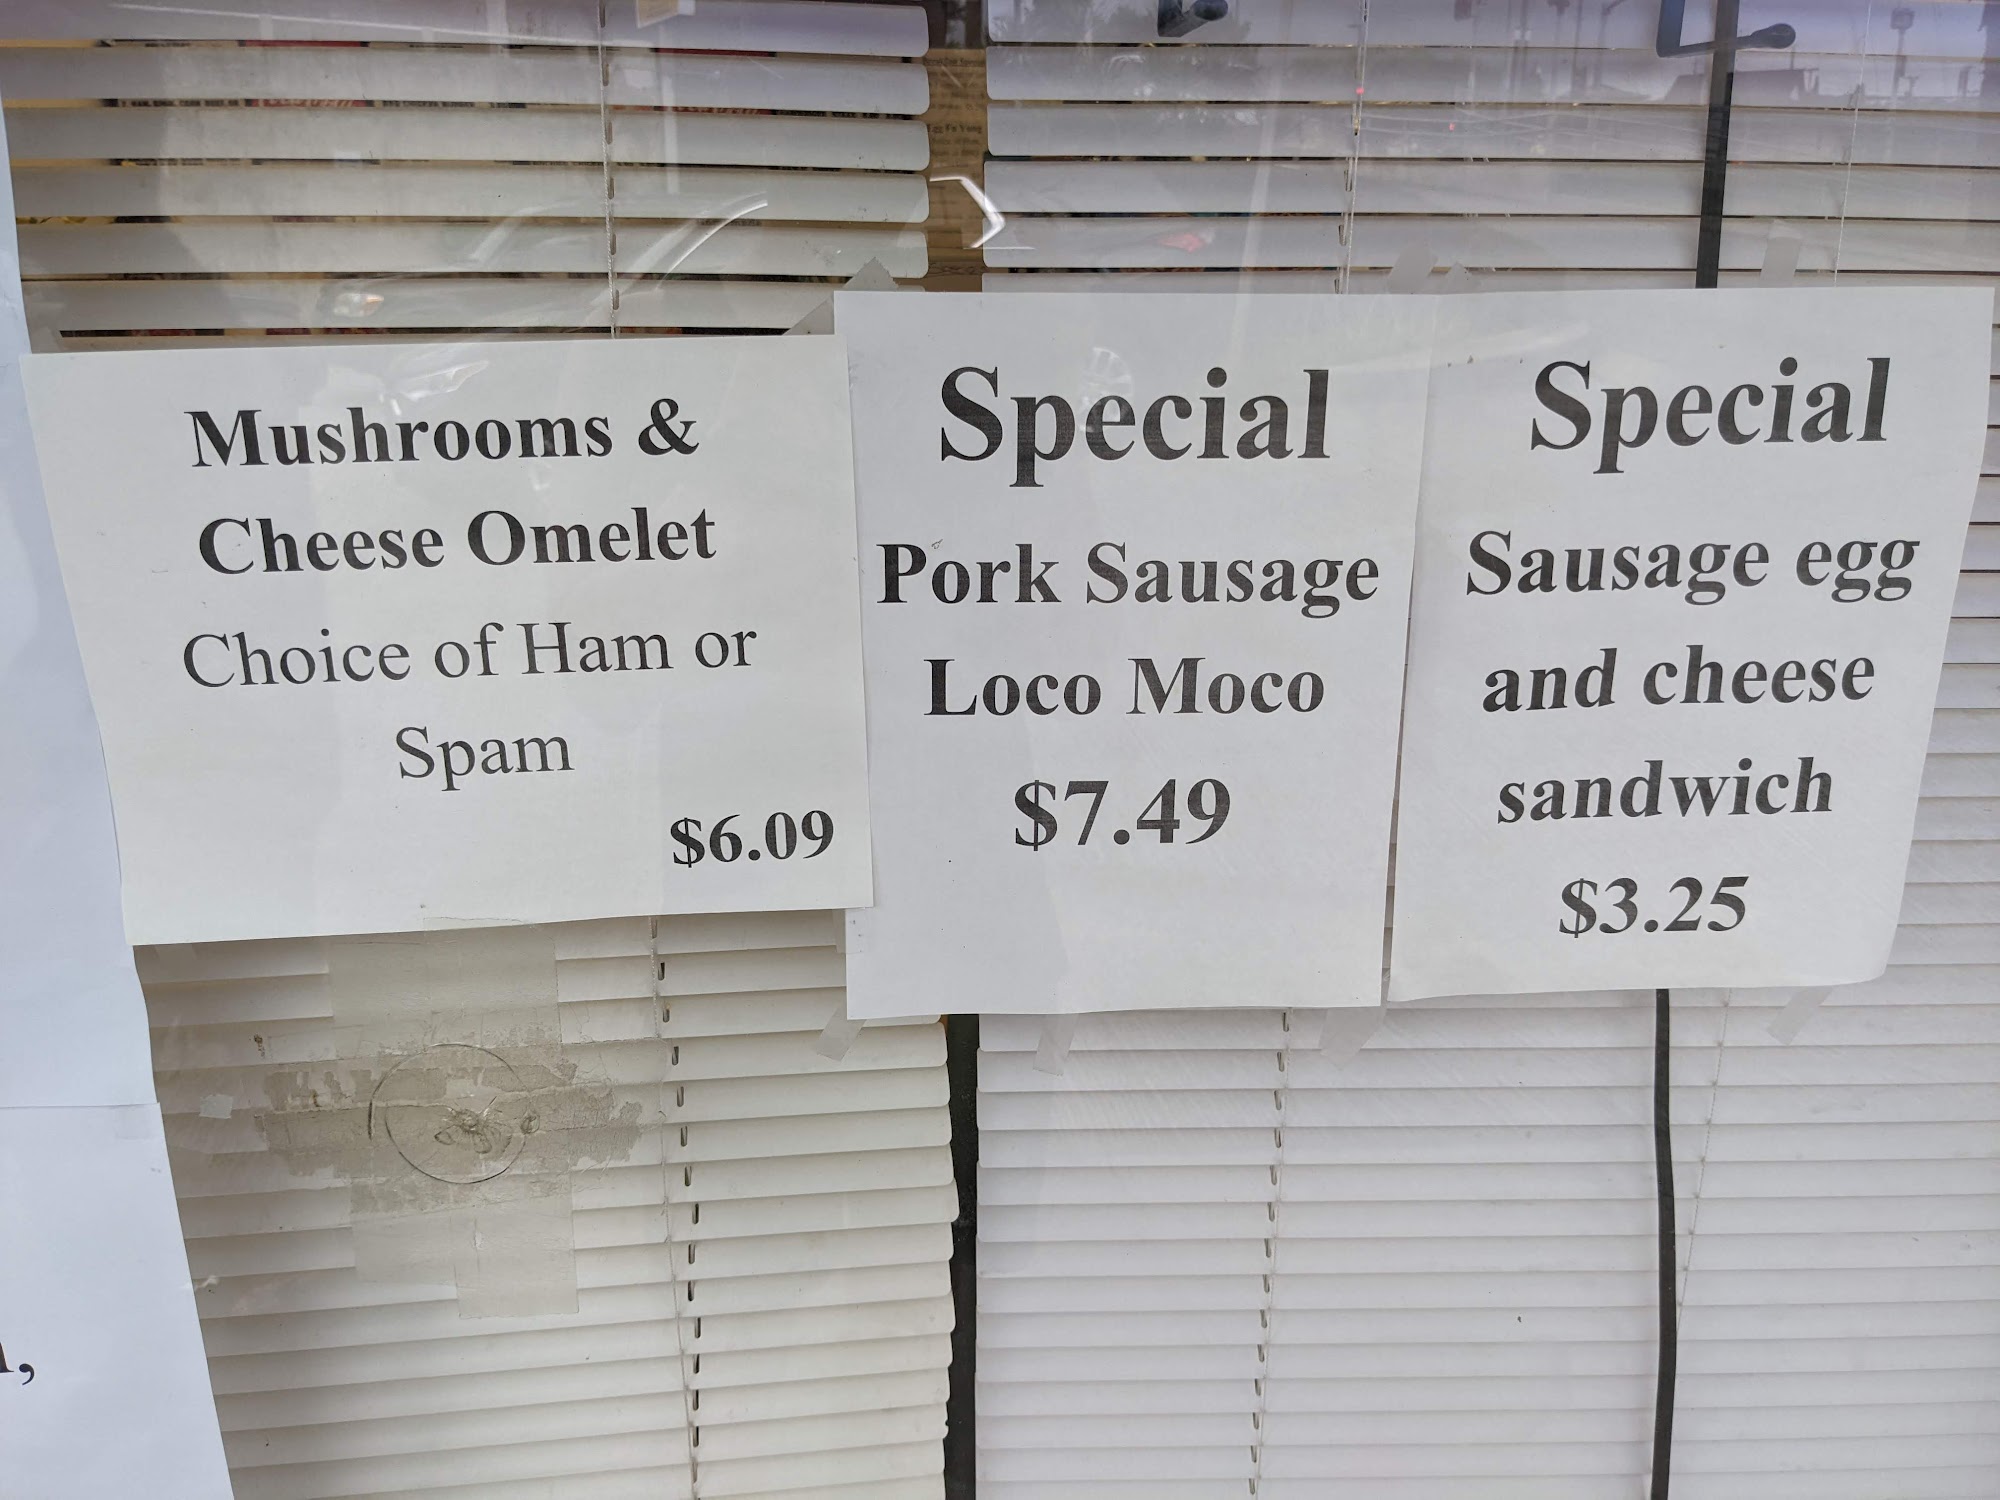 Mushrooms &
Cheese Omelet
Choice of Ham or
Spam
$6.09
Special
Pork Sausage
Loco Moco
$7.49
Special
Sausage egg
and cheese
sandwich
$3.25